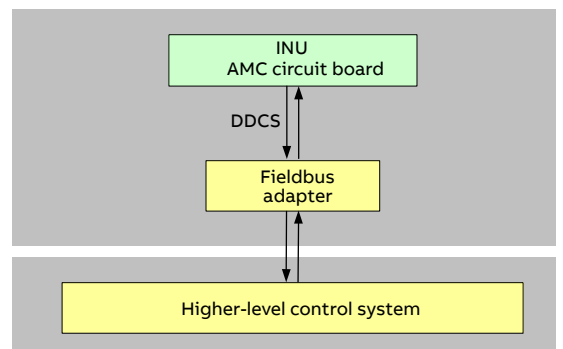 INU
AMC circuit board
DDCS
Fieldbus
adapter
Higher-level control system